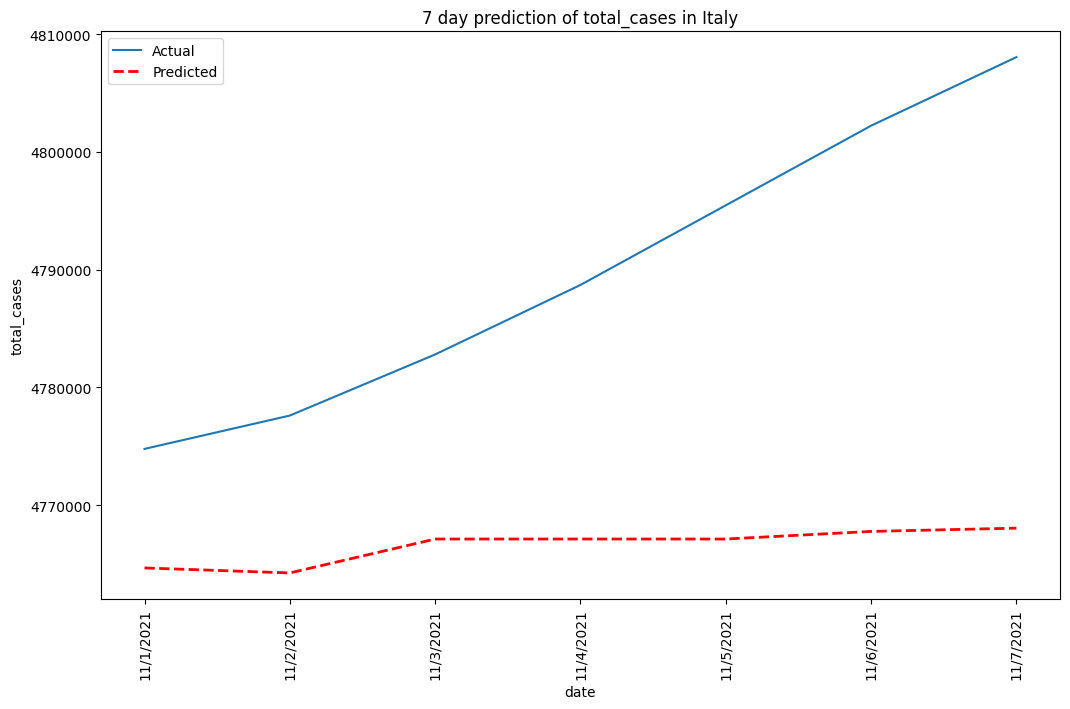 7 day prediction of total_cases in Italy
Actual
Predicted
4810000
4800000
4790000
4780000
4770000
total_cases
11/1/2021
11/2/2021
11/3/2021
11/4/2021
11/5/2021
11/6/2021
11/7/2021
date